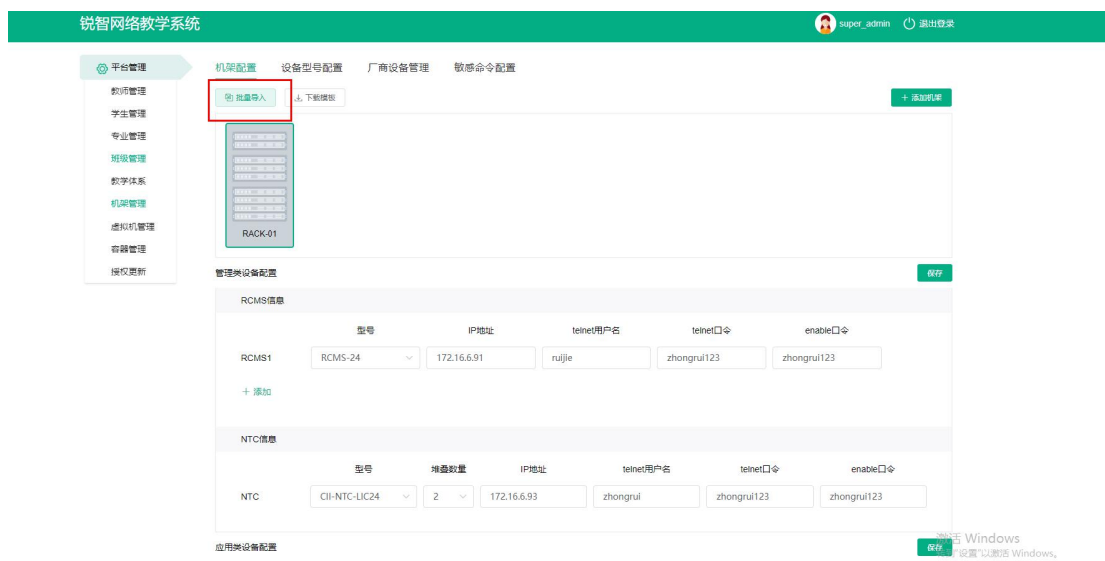 锐智网络教学系统
super_admin 退出登录
平台管理
教师管理
学生管理
专业管理
班级管理
教学体系
机架管理
虚拟机管理
容器管理
授权更新
机架配置 设备型号配置 厂商设备管理 敏感命令配置
批量导入 下载模板 + 添加机架
RACK-01
管理类设备配置 保存
RCMS信息
型号 IP地址 telnet用户名 telnet口令 enable口令
RCMS1 RCMS-24 172.16.6.91 ruijie zhongrui123 zhongrui123
+ 添加
NTC信息
型号 堆叠数量 IP地址 telnet用户名 telnet口令 enable口令
NTC CII-NTC-LIC24 2 172.16.6.93 zhongrui zhongrui123 zhongrui123
应用类设备配置 保存
激活 Windows
"设置"以激活 Windows。